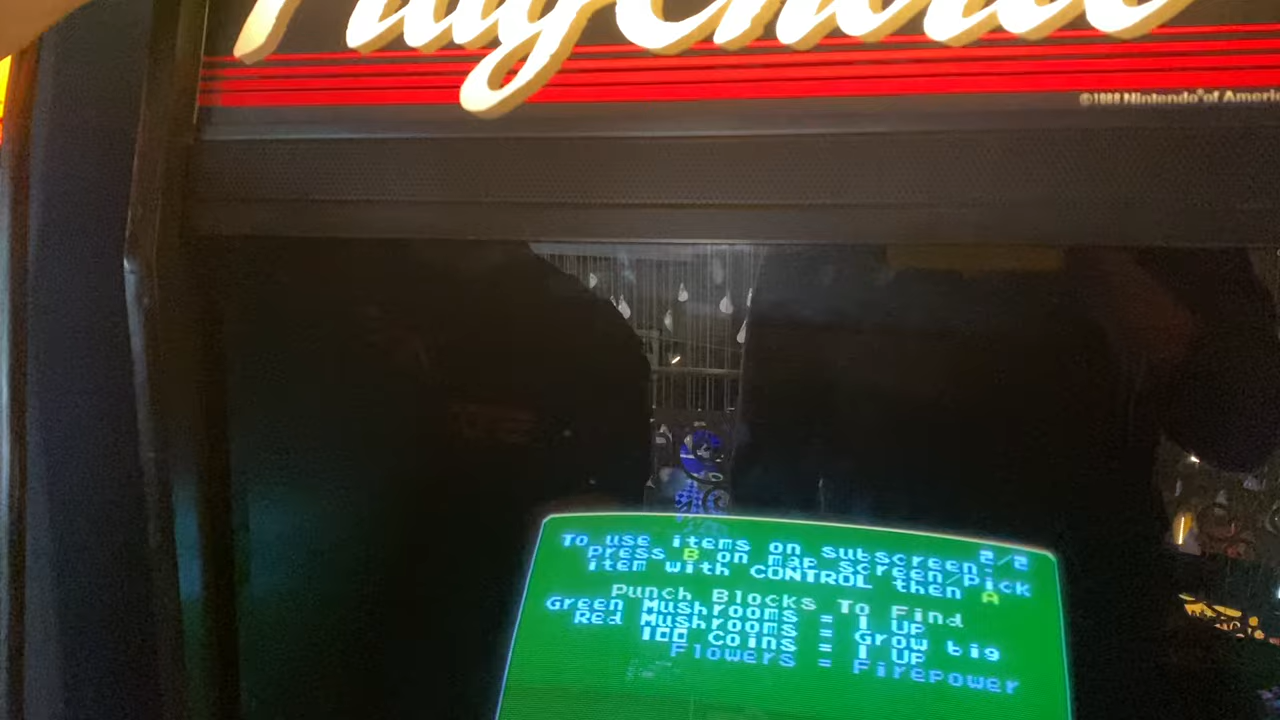 PlayChoice
©1988 Nintendo® of America
2/2
To use items on subscreen:
press B on map screen/Pick
item with CONTROL then A
Punch Blocks To Find
Green Mushrooms = 1 UP
Red Mushrooms = Grow big
100 Coins = 1 UP
Flowers = Firepower